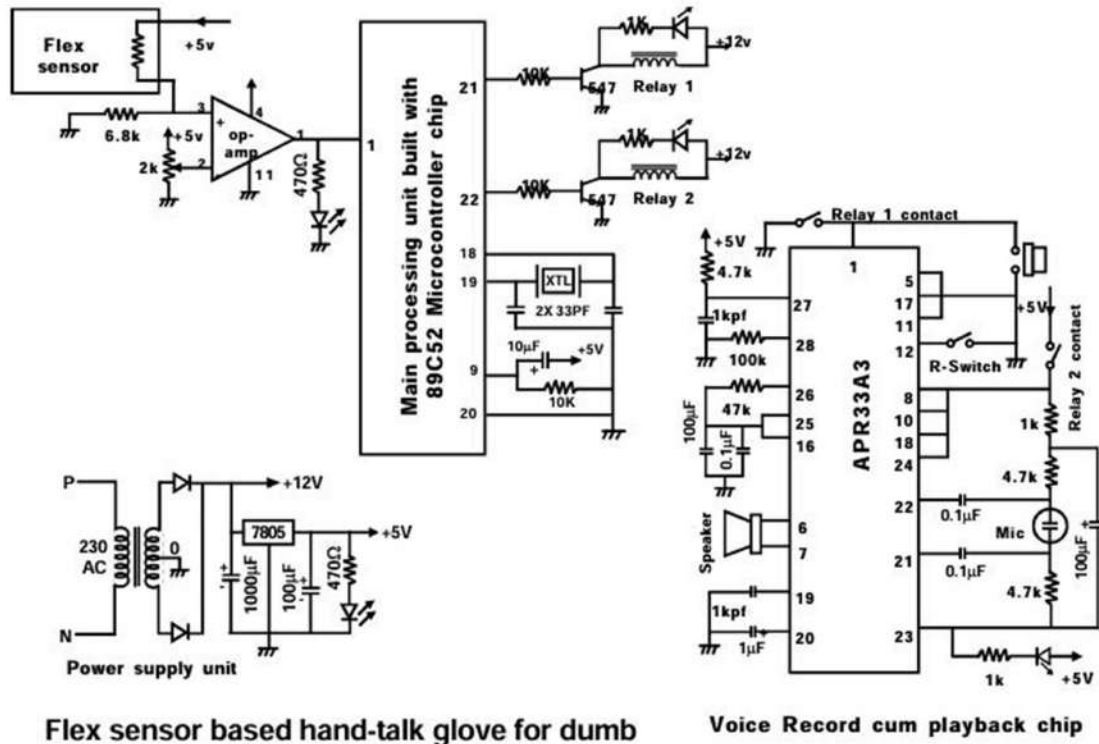 Flex
sensor
+5v
6.8k
+5v
2k
3
+
2
-
op-
amp
4
11
1
470Ω
1
Main processing unit built with
89C52 Microcontroller chip
21
22
18
19
9
20
10K
547
1K
+12v
Relay 1
10K
547
1K
+12v
Relay 2
XTL
2X 33PF
10μF
+
+5V
10K
P
230
AC
N
0
+12V
7805
+5V
+
-
1000μF
+
-
100μF
470Ω
Power supply unit
Relay 1 contact
+5V
4.7k
1kpf
100k
47k
100μF
0.1μF
Speaker
1kpf
1μF
+
APR33A3
1
27
28
26
25
16
6
7
19
20
5
17
11
12
8
10
18
24
22
21
23
R-Switch
+5V
Relay 2 contact
1k
4.7k
0.1μF
Mic
0.1μF
4.7k
+
100μF
1k
+5V
Flex sensor based hand-talk glove for dumb
Voice Record cum playback chip